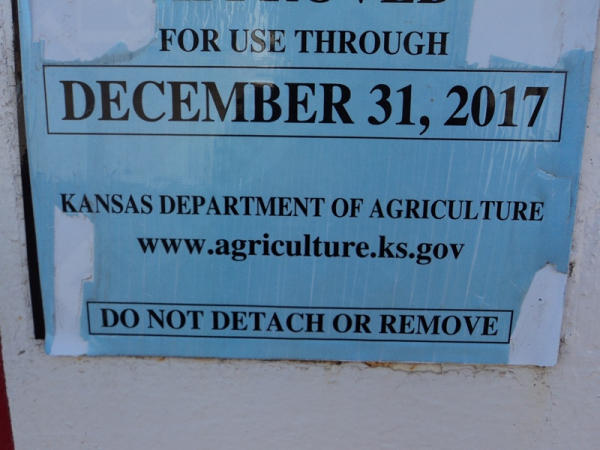 APPROVED
FOR USE THROUGH
DECEMBER 31, 2017
KANSAS DEPARTMENT OF AGRICULTURE
www.agriculture.ks.gov
DO NOT DETACH OR REMOVE